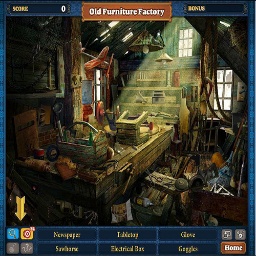 SCORE 0 Old Furniture Factory BONUS
Newspaper Tabletop Glove
Sawhorse Electrical Box Goggles Home